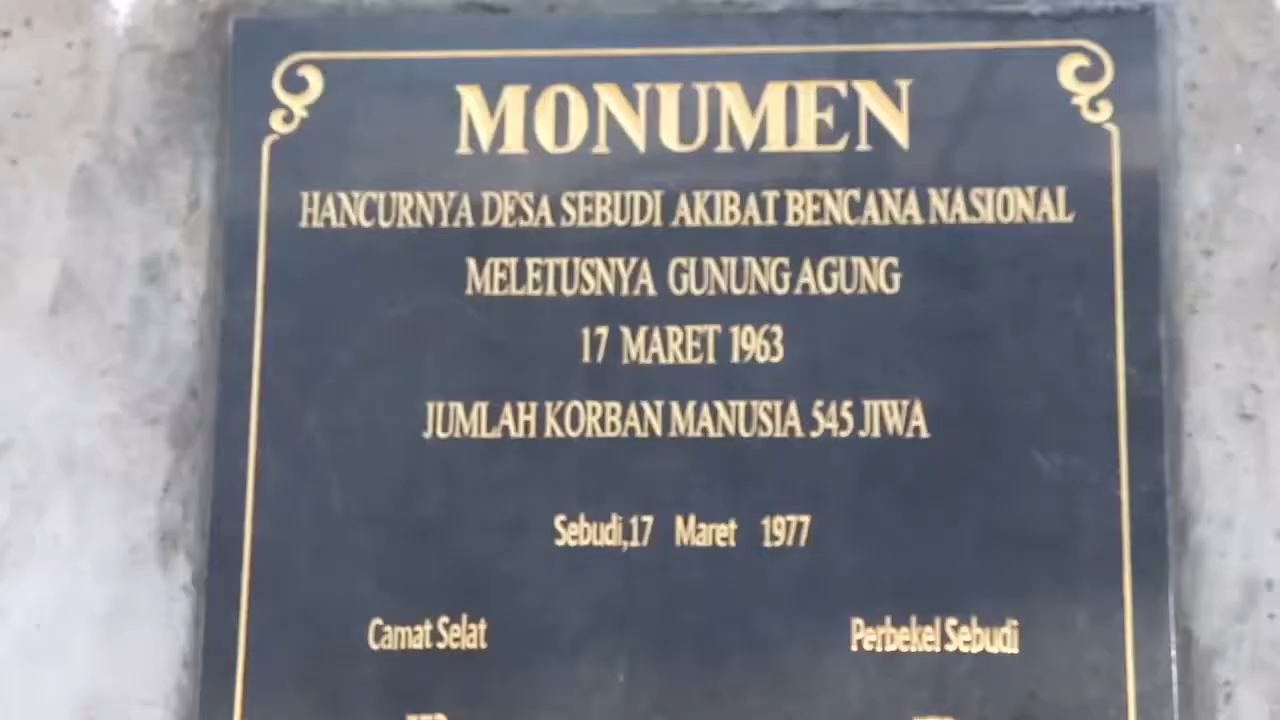 MONUMEN
HANCURNYA DESA SEBUDI AKIBAT BENCANA NASIONAL
MELETUSNYA GUNUNG AGUNG
17 MARET 1963
JUMLAH KORBAN MANUSIA 545 JIWA
Sebudi,17 Maret 1977
Camat Selat Perbekel Sebudi